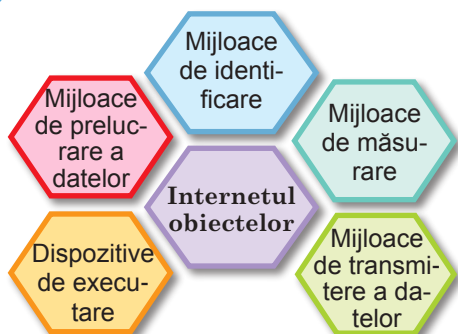 Mijloace
de identi-
ficare
Mijloace
de preluc-
rare a
datelor
Mijloace
de măsu-
rare
Internetul
obiectelor
Dispozitive
de execu-
tare
Mijloace
de transmi-
tere a da-
telor